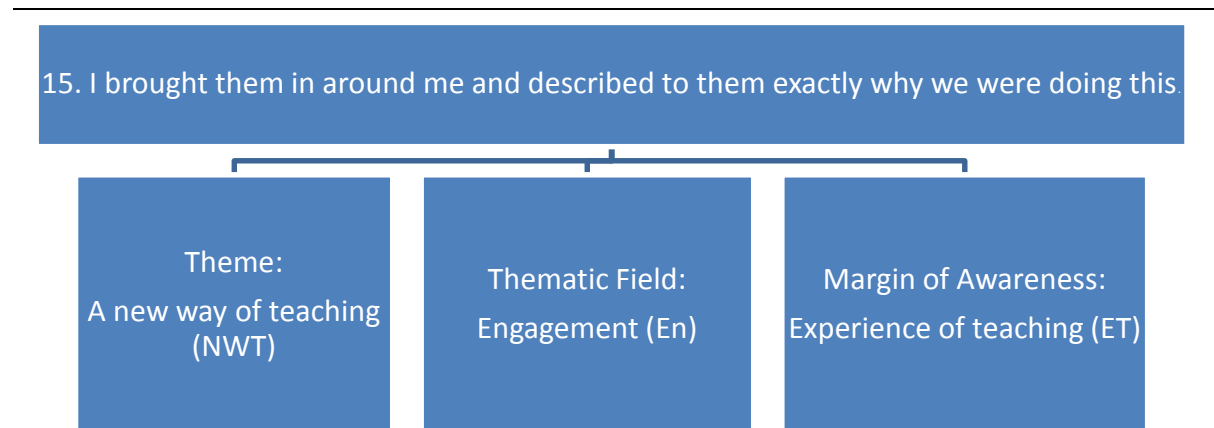 15. I brought them in around me and described to them exactly why we were doing this.
Theme:
A new way of teaching
(NWT)
Thematic Field:
Engagement (En)
Margin of Awareness:
Experience of teaching (ET)